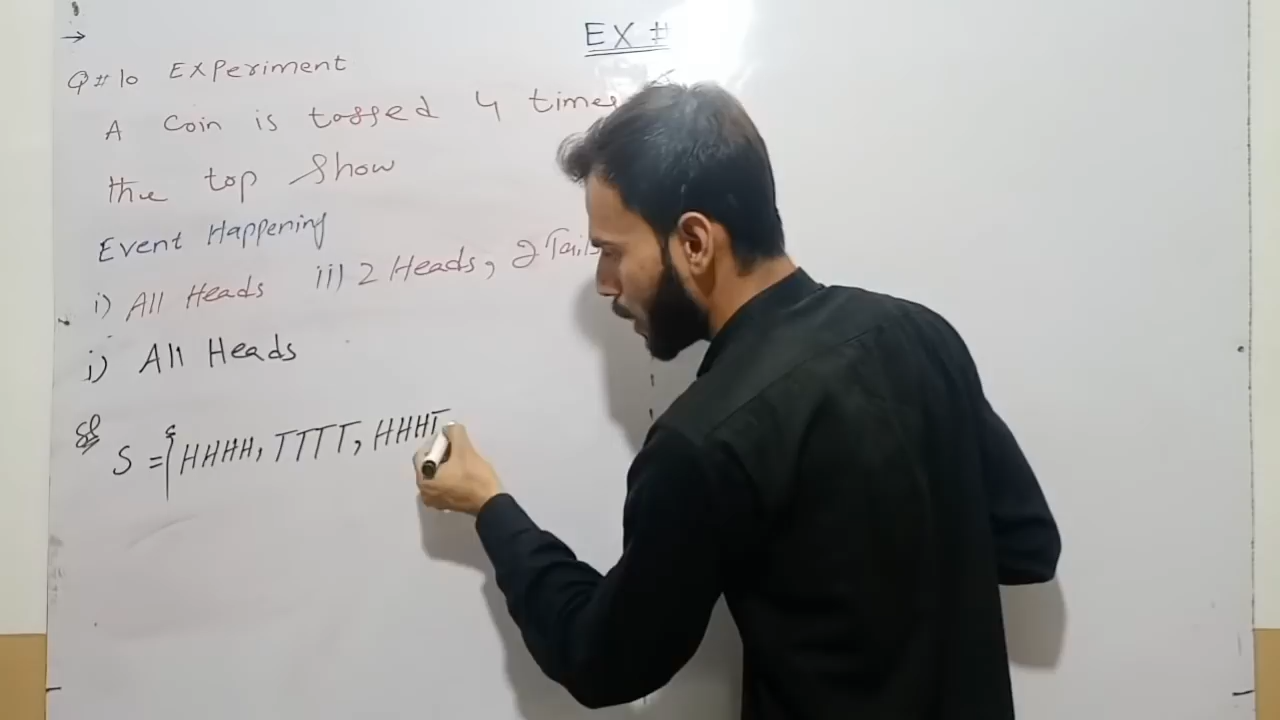 EX #
→
Q#10 Experiment
A Coin is tossed 4 times
the top Show
Event Happening
i) All Heads ii) 2 Heads, 2 Tails
i) All Heads
S = { HHHH, TTTT, HHHT